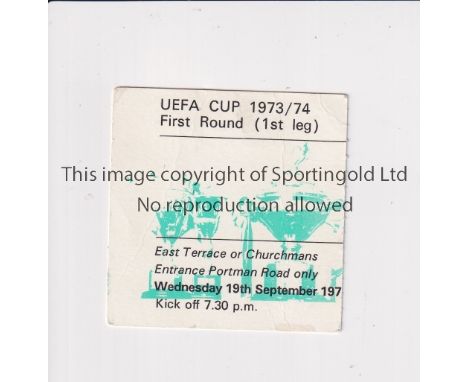 UEFA CUP 1973/74
First Round (1st leg)
This image copyright of Sportingold Ltd
No reproduction allowed
East Terrace or Churchmans
Entrance Portman Road only
Wednesday 19th September 197
Kick off 7.30 p.m.